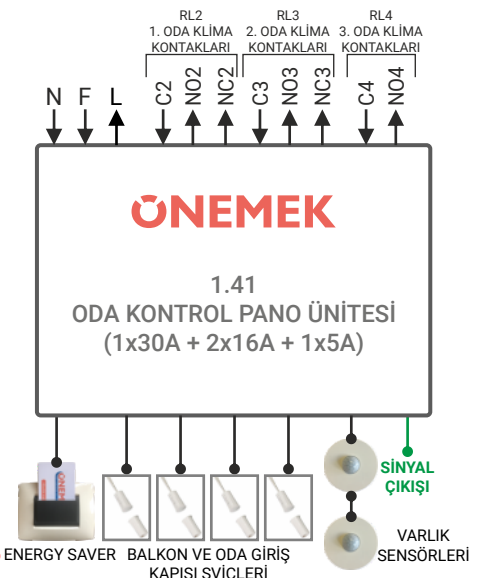 RL2
1. ODA KLİMA
KONTAKLARI
RL3
2. ODA KLİMA
KONTAKLARI
RL4
3. ODA KLİMA
KONTAKLARI
N F L C2 NO2 NC2 C3 NO3 NC3 C4 NO4
ÖNEMEK
1.41
ODA KONTROL PANO ÜNİTESİ
(1x30A + 2x16A + 1x5A)
SİNYAL
ÇIKIŞI
ENERGY SAVER
BALKON VE ODA GİRİŞ
KAPISI SVİÇLERİ
VARLIK
SENSÖRLERİ